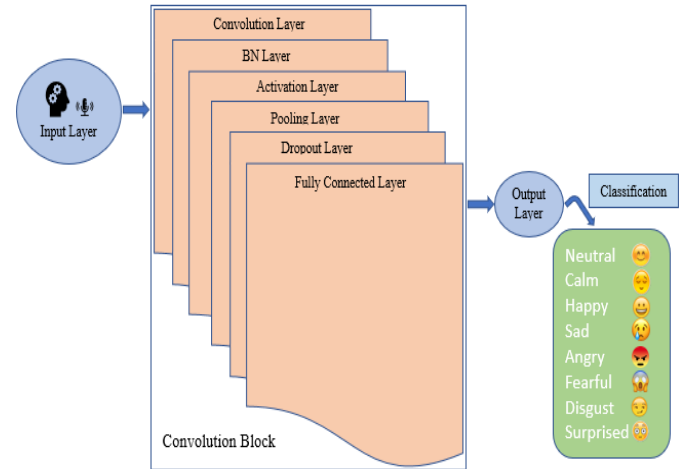 Convolution Layer
BN Layer
Activation Layer
Pooling Layer
Dropout Layer
Fully Connected Layer
Input Layer
Convolution Block
Output
Layer
Classification
Neutral
Calm
Happy
Sad
Angry
Fearful
Disgust
Surprised